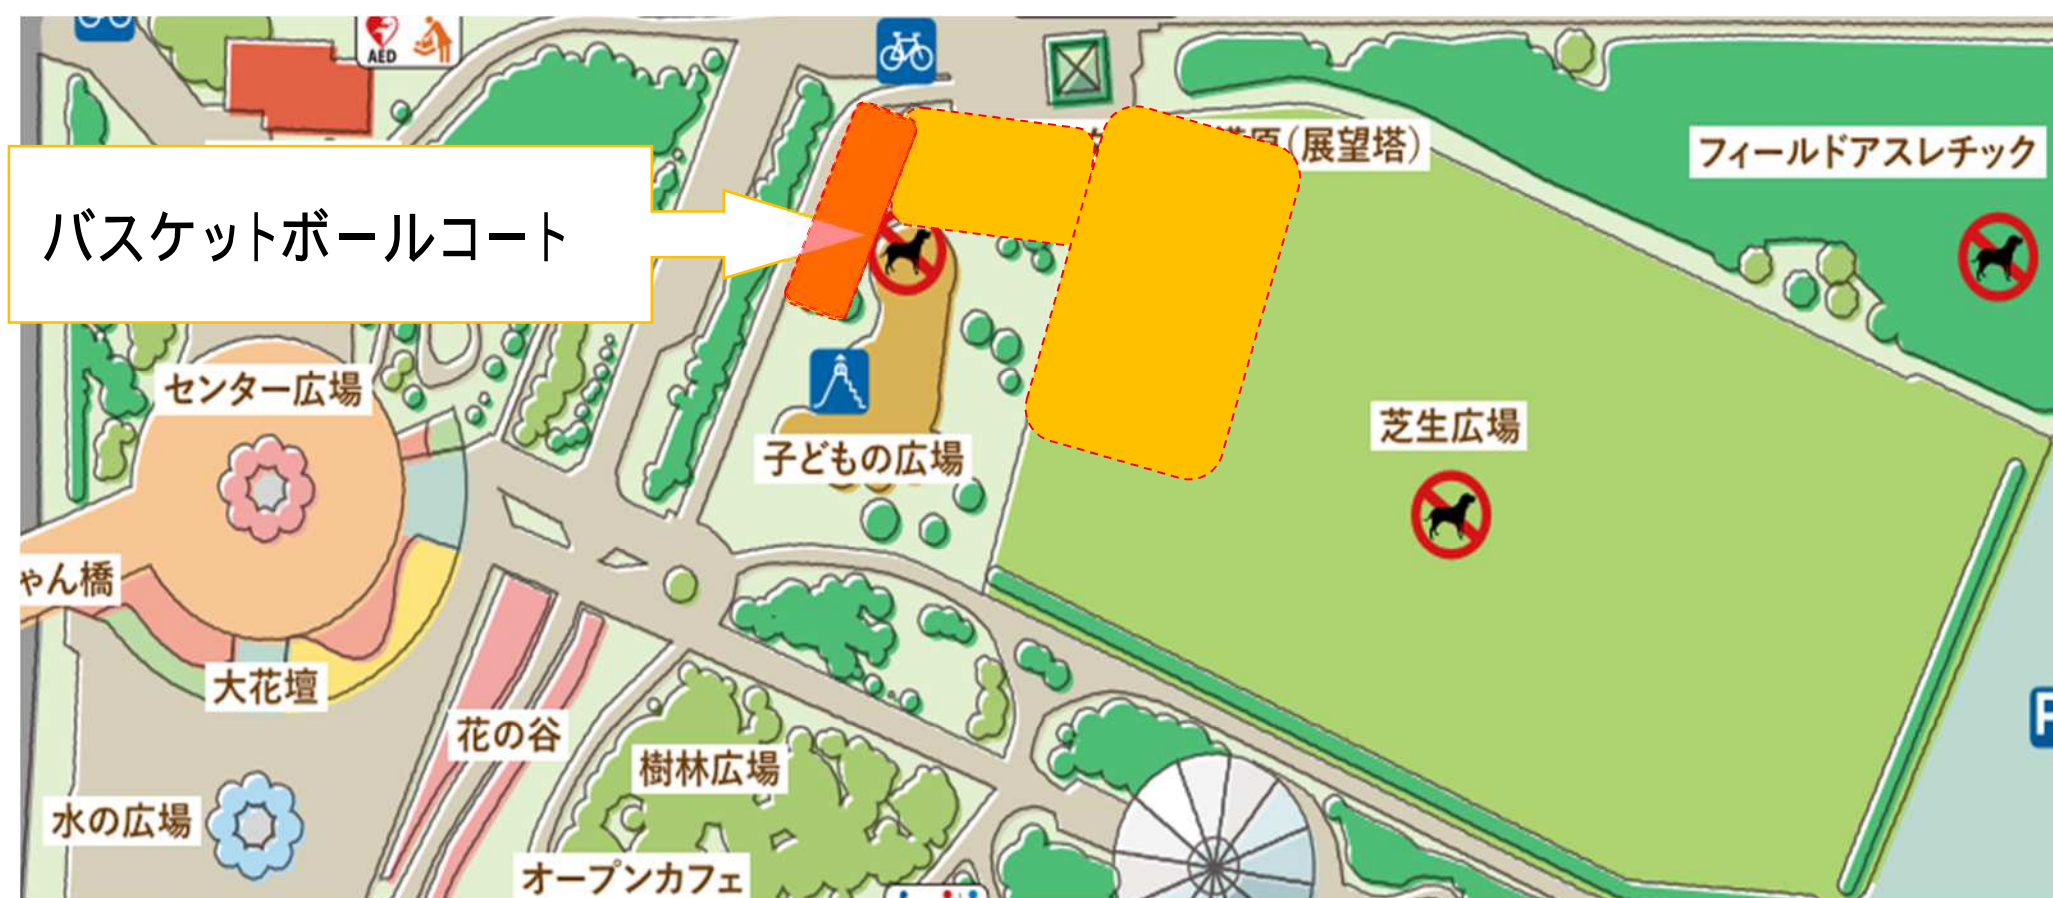 AED
原(展望塔)
フィールドアスレチック
バスケットボールコート
センター広場
芝生広場
子どもの広場
ゃん橋
大花壇
花の谷
樹林広場
水の広場
オープンカフェ
P